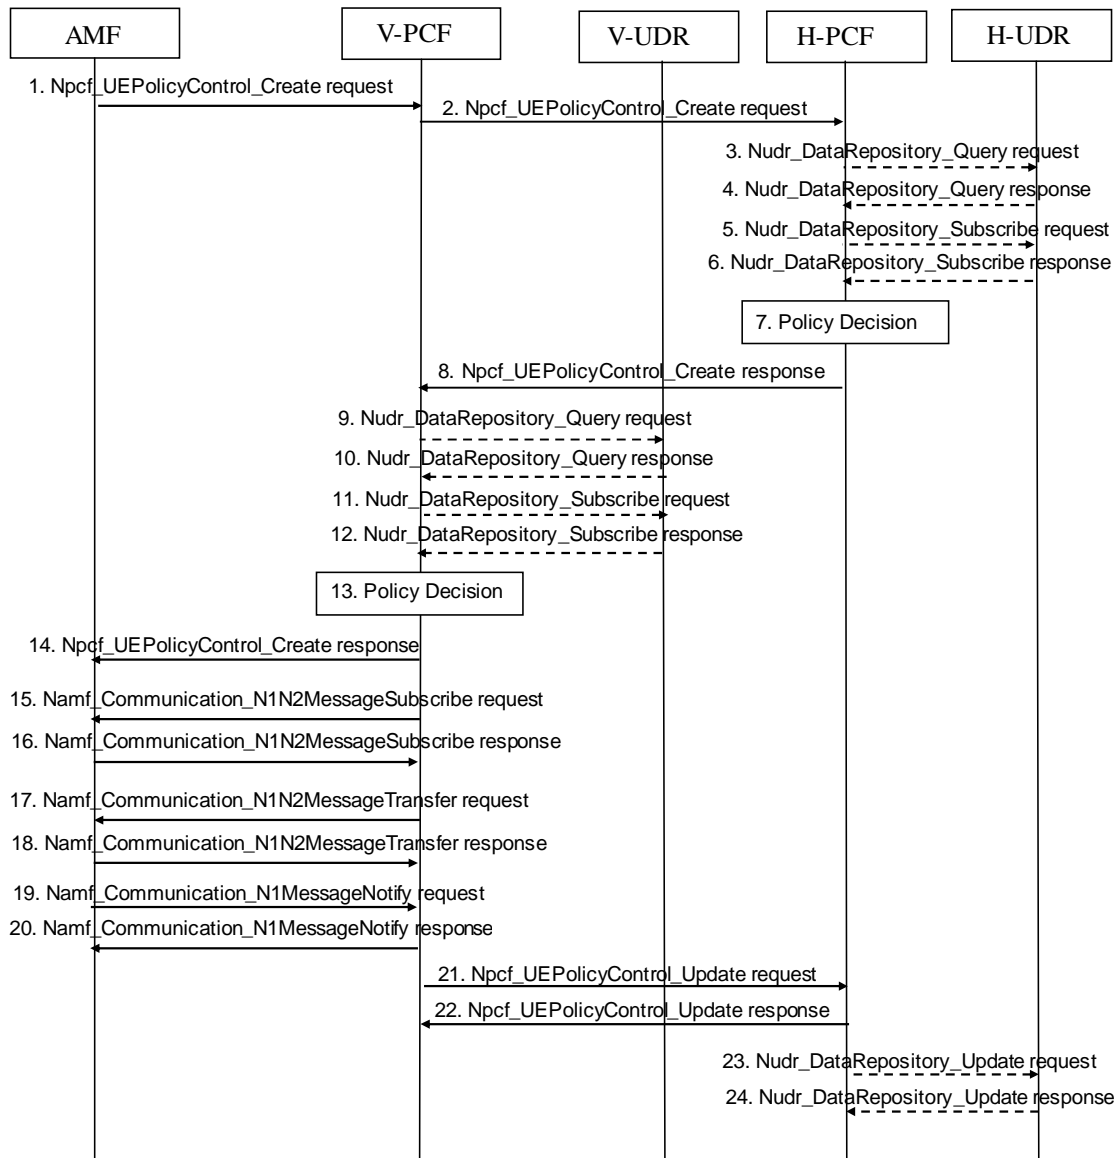 AMF
V-PCF
V-UDR
H-PCF
H-UDR
1. Npcf_UEPolicyControl_Create request
2. Npcf_UEPolicyControl_Create request
3. Nudr_DataRepository_Query request
4. Nudr_DataRepository_Query response
5. Nudr_DataRepository_Subscribe request
6. Nudr_DataRepository_Subscribe response
7. Policy Decision
8. Npcf_UEPolicyControl_Create response
9. Nudr_DataRepository_Query request
10. Nudr_DataRepository_Query response
11. Nudr_DataRepository_Subscribe request
12. Nudr_DataRepository_Subscribe response
13. Policy Decision
14. Npcf_UEPolicyControl_Create response
15. Namf_Communication_N1N2MessageSubscribe request
16. Namf_Communication_N1N2MessageSubscribe response
17. Namf_Communication_N1N2MessageTransfer request
18. Namf_Communication_N1N2MessageTransfer response
19. Namf_Communication_N1MessageNotify request
20. Namf_Communication_N1MessageNotify response
21. Npcf_UEPolicyControl_Update request
22. Npcf_UEPolicyControl_Update response
23. Nudr_DataRepository_Update request
24. Nudr_DataRepository_Update response